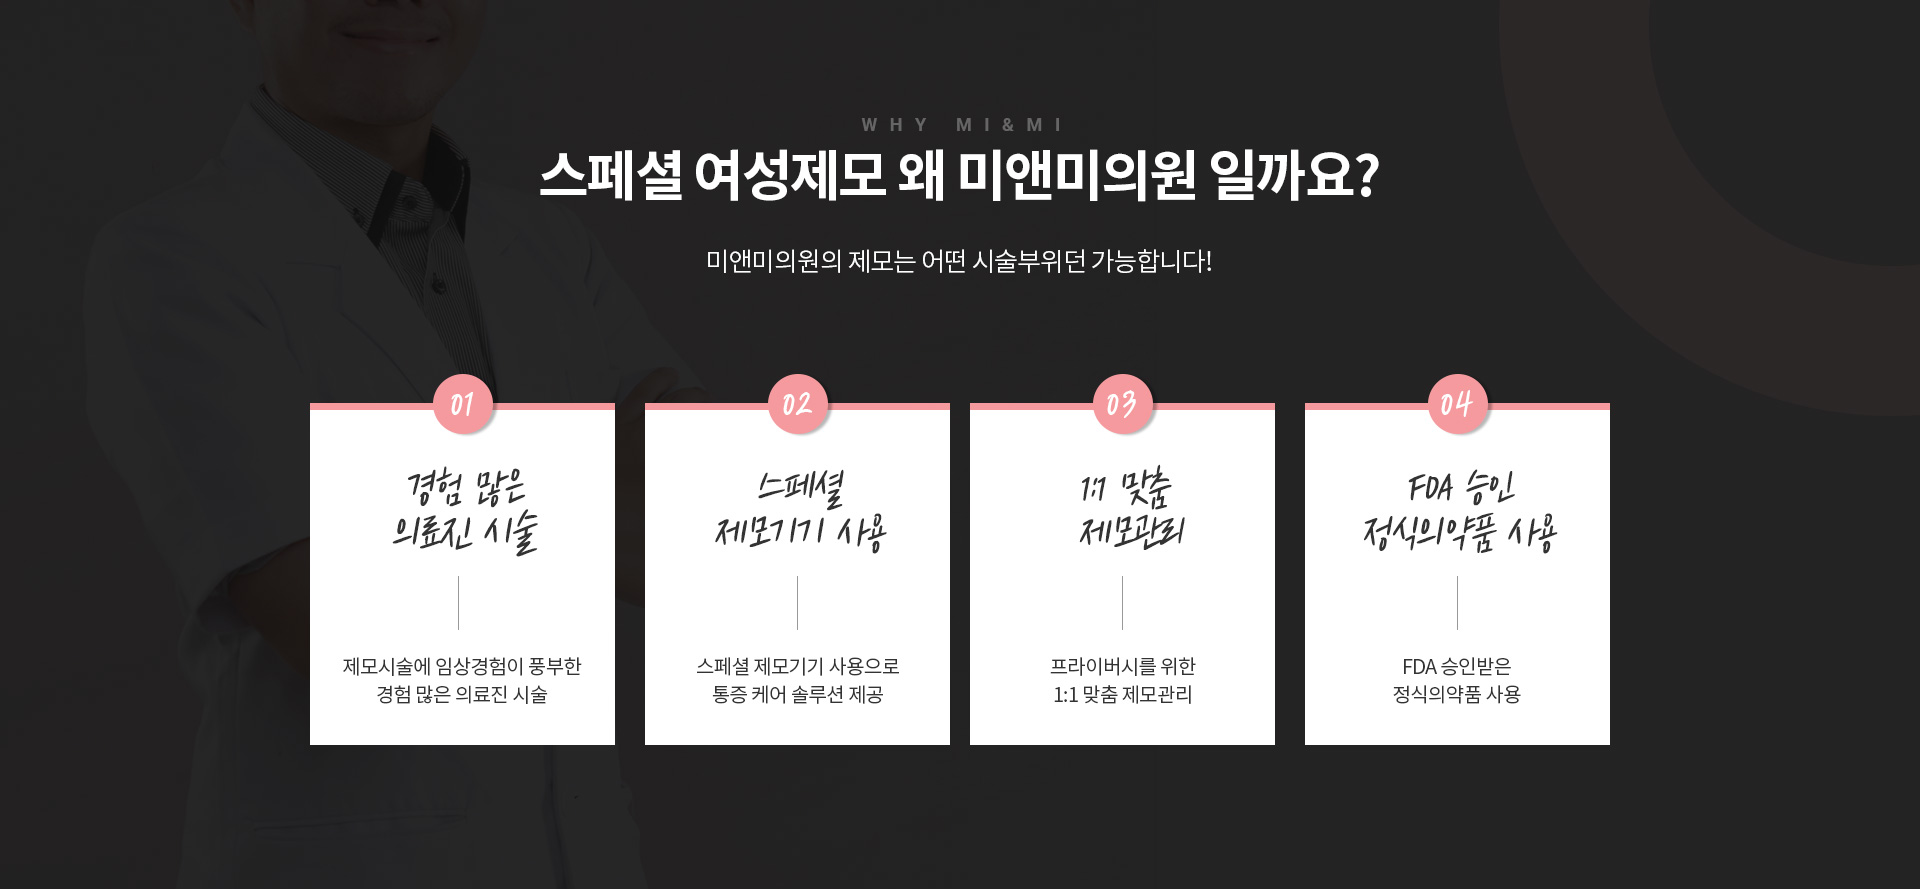 WHY MI&MI
스페셜 여성제모 왜 미앤미의원 일까요?
미앤미의원의 제모는 어떤 시술부위던 가능합니다!
01
경험 많은
의료진 시술
제모시술에 임상경험이 풍부한
경험 많은 의료진 시술
02
스페셜
제모기기 사용
스페셜 제모기기 사용으로
통증 케어 솔루션 제공
03
1:1 맞춤
제모관리
프라이버시를 위한
1:1 맞춤 제모관리
04
FDA 승인
정식의약품 사용
FDA 승인받은
정식의약품 사용